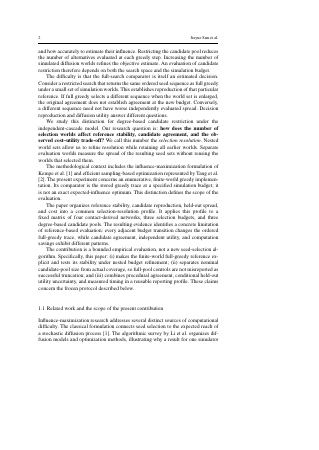 2 Jiayao Sun et al.
and how accurately to estimate their influence. Restricting the candidate pool reduces
the number of alternatives evaluated at each greedy step. Increasing the number of
simulated diffusion worlds refines the objective estimate. An evaluation of candidate
restriction therefore depends on both the search space and the simulation budget.
The difficulty is that the full-search comparator is itself an estimated decision.
Consider a restricted search that returns the same ordered seed sequence as full greedy
under a small set of simulation worlds. This establishes reproduction of that particular
reference. If full greedy selects a different sequence when the world set is enlarged,
the original agreement does not establish agreement at the new budget. Conversely,
a different sequence need not have worse independently evaluated spread. Decision
reproduction and diffusion utility answer different questions.
We study this distinction for degree-based candidate restriction under the
independent-cascade model. Our research question is: how does the number of
selection worlds affect reference stability, candidate agreement, and the ob-
served cost-utility trade-off? We call this number the selection resolution. Nested
world sets allow us to refine resolution while retaining all earlier worlds. Separate
evaluation worlds measure the spread of the resulting seed sets without reusing the
worlds that selected them.
The methodological context includes the influence-maximization formulation of
Kempe et al. [1] and efficient sampling-based optimization represented by Tang et al.
[2]. The present experiment concerns an enumerative, finite-world greedy implemen-
tation. Its comparator is the stored greedy trace at a specified simulation budget; it
is not an exact expected-influence optimum. This distinction defines the scope of the
evaluation.
The paper organizes reference stability, candidate reproduction, held-out spread,
and cost into a common selection-resolution profile. It applies this profile to a
fixed matrix of four contact-derived networks, three selection budgets, and three
degree-based candidate pools. The resulting evidence identifies a concrete limitation
of reference-based evaluation: every adjacent budget transition changes the ordered
full-greedy trace, while candidate agreement, independent utility, and computation
savings exhibit different patterns.
The contribution is a bounded empirical evaluation, not a new seed-selection al-
gorithm. Specifically, this paper: (i) makes the finite-world full-greedy reference ex-
plicit and tests its stability under nested budget refinement; (ii) separates nominal
candidate-pool size from actual coverage, so full-pool controls are not misreported as
successful truncation; and (iii) combines procedural agreement, conditional held-out
utility uncertainty, and measured timing in a reusable reporting profile. These claims
concern the frozen protocol described below.
1.1 Related work and the scope of the present contribution
Influence-maximization research addresses several distinct sources of computational
difficulty. The classical formulation connects seed selection to the expected reach of
a stochastic diffusion process [1]. The algorithmic survey by Li et al. organizes dif-
fusion models and optimization methods, illustrating why a result for one simulator